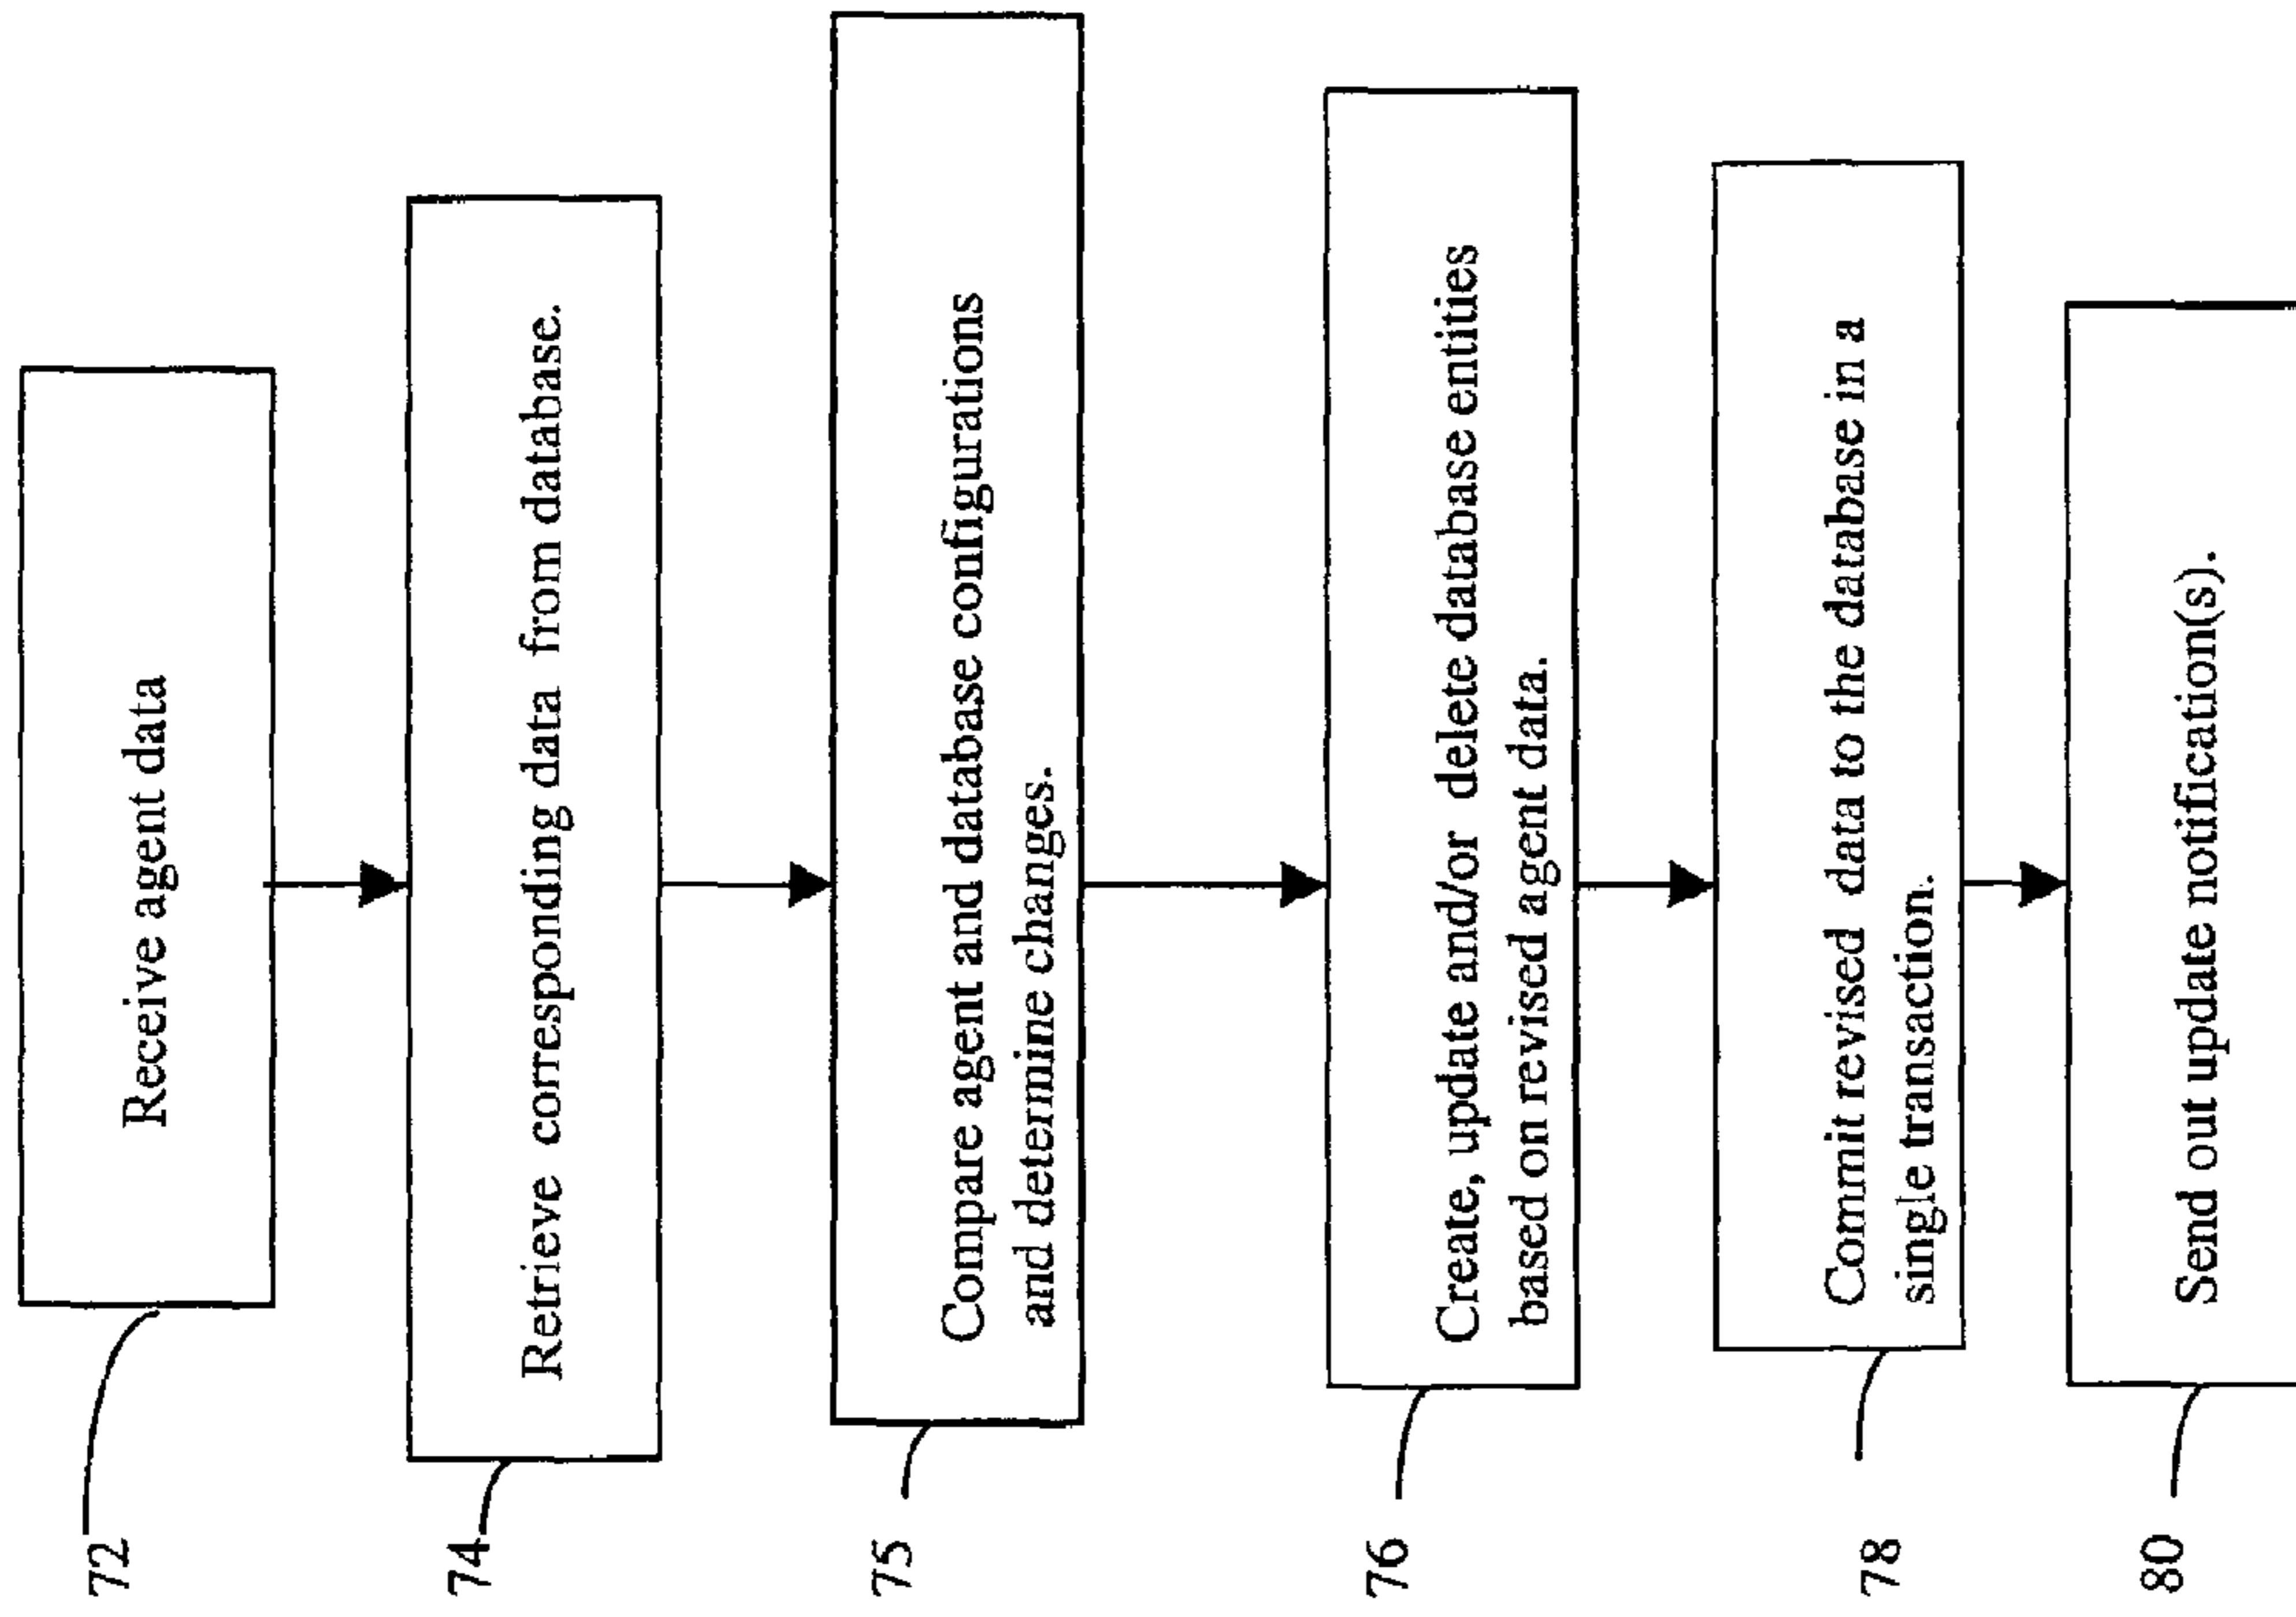 72
Receive agent data
74
Retrieve corresponding data from database.
75
Compare agent and database configurations
and determine changes.
76
Create, update and/or delete database entities
based on revised agent data.
78
Commit revised data to the database in a
single transaction.
80
Send out update notification(s).